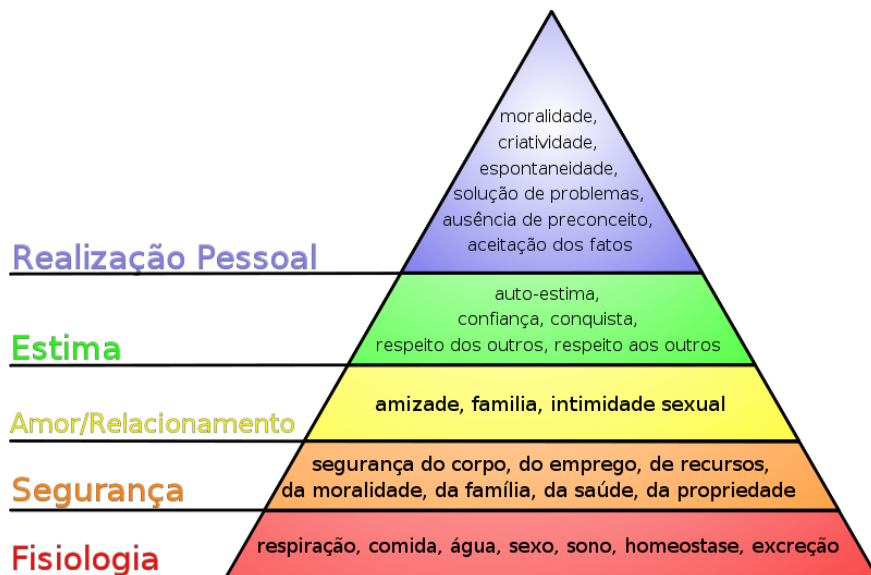 moralidade,
criatividade,
espontaneidade,
solução de problemas,
ausência de preconceito,
aceitação dos fatos
Realização Pessoal
auto-estima,
confiança, conquista,
respeito dos outros, respeito aos outros
Estima
amizade, familia, intimidade sexual
Amor/Relacionamento
segurança do corpo, do emprego, de recursos,
da moralidade, da família, da saúde, da propriedade
Segurança
respiração, comida, água, sexo, sono, homeostase, excreção
Fisiologia